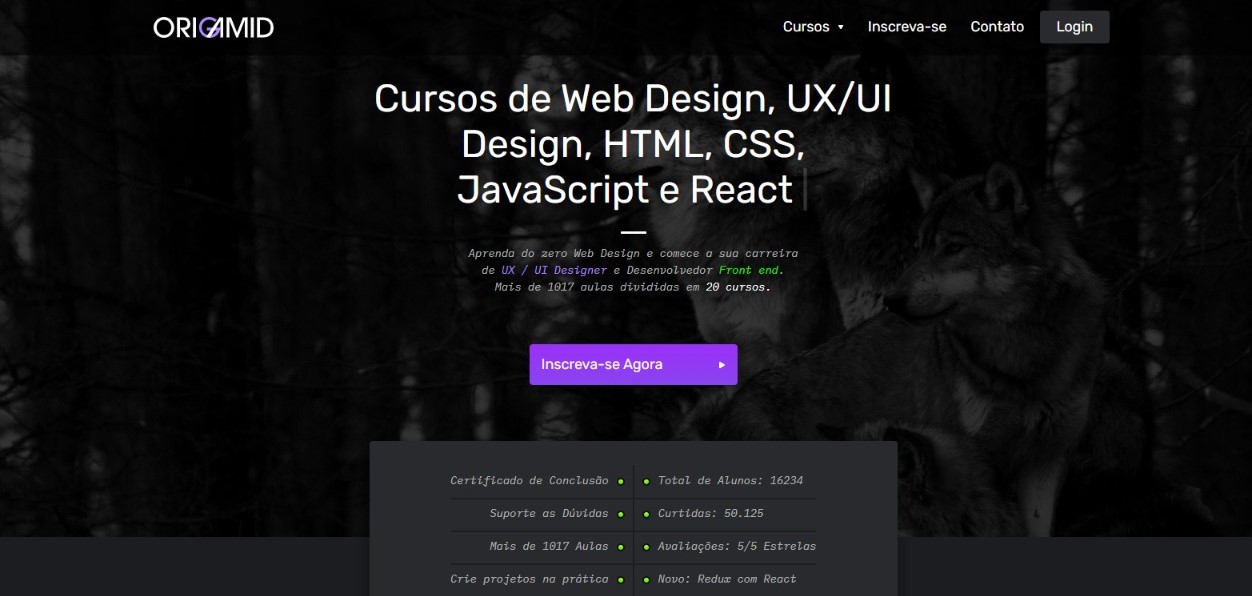 ORIGAMID
Cursos ▾ Inscreva-se Contato Login
Cursos de Web Design, UX/UI
Design, HTML, CSS,
JavaScript e React
Aprenda do zero Web Design e comece a sua carreira
de UX / UI Designer e Desenvolvedor Front end.
Mais de 1017 aulas divididas em 20 cursos.
Inscreva-se Agora ▸
Certificado de Conclusão
Total de Alunos: 16234
Suporte as Dúvidas
Curtidas: 50.125
Mais de 1017 Aulas
Avaliações: 5/5 Estrelas
Crie projetos na prática
Novo: Redux com React